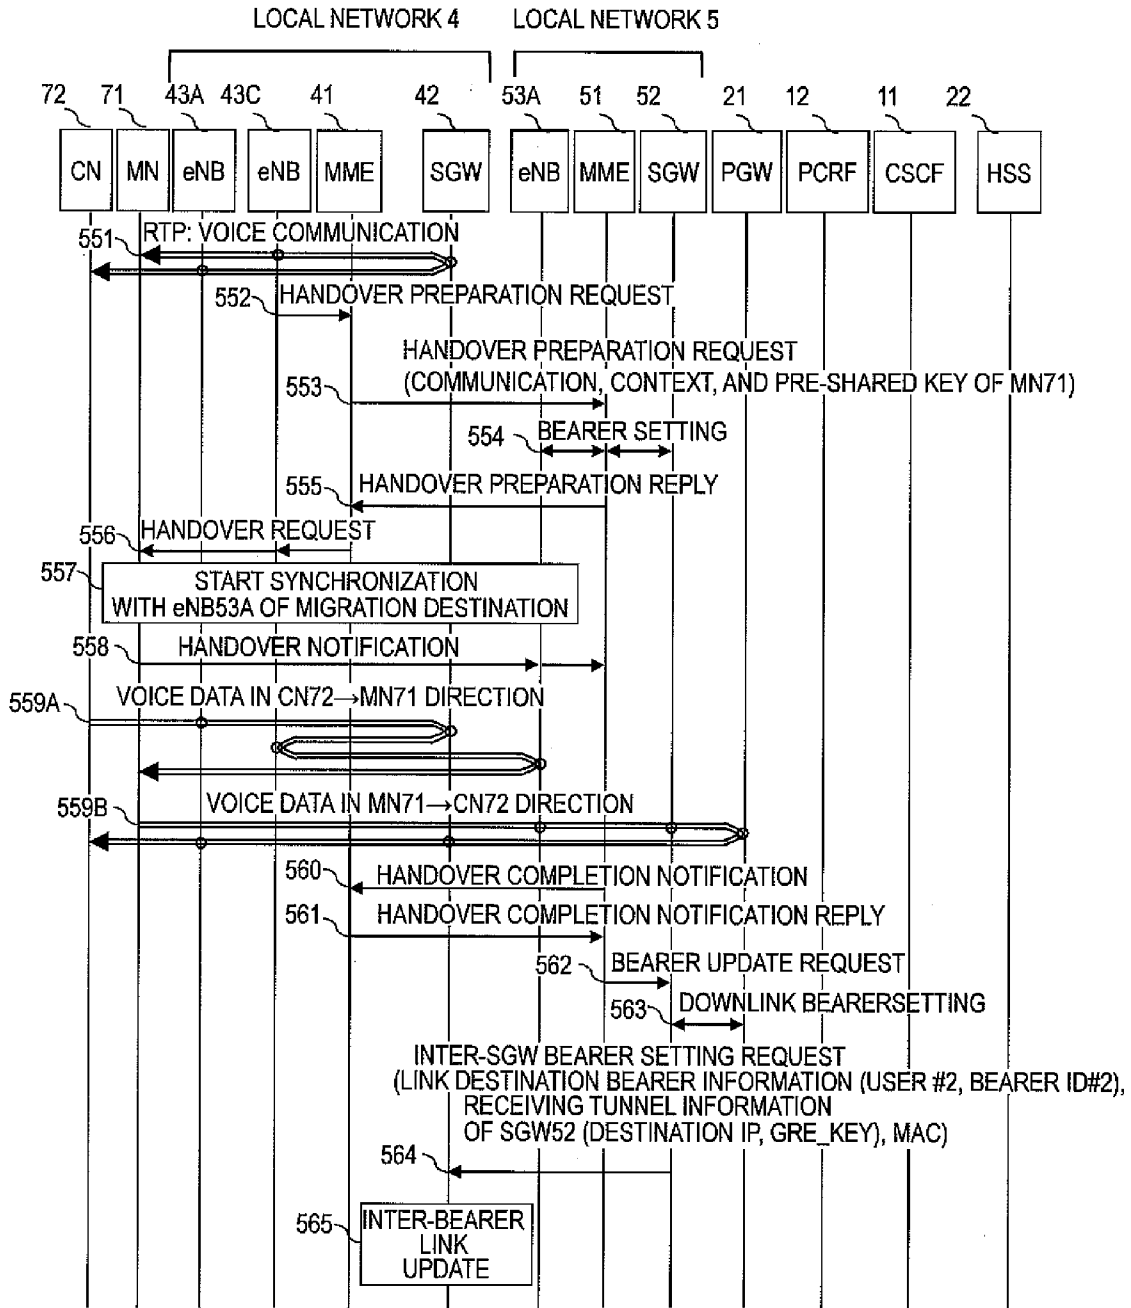 LOCAL NETWORK 4
LOCAL NETWORK 5
72 71 43A 43C 41 42 53A 51 52 21 12 11 22
CN MN eNB eNB MME SGW eNB MME SGW PGW PCRF CSCF HSS
RTP: VOICE COMMUNICATION
551
552
HANDOVER PREPARATION REQUEST
HANDOVER PREPARATION REQUEST
(COMMUNICATION, CONTEXT, AND PRE-SHARED KEY OF MN71)
553
BEARER SETTING
554
HANDOVER PREPARATION REPLY
555
HANDOVER REQUEST
556
557
START SYNCHRONIZATION
WITH eNB53A OF MIGRATION DESTINATION
HANDOVER NOTIFICATION
558
VOICE DATA IN CN72→MN71 DIRECTION
559A
VOICE DATA IN MN71→CN72 DIRECTION
559B
560
HANDOVER COMPLETION NOTIFICATION
561
HANDOVER COMPLETION NOTIFICATION REPLY
562
BEARER UPDATE REQUEST
563
DOWNLINK BEARERSETTING
INTER-SGW BEARER SETTING REQUEST
(LINK DESTINATION BEARER INFORMATION (USER #2, BEARER ID#2),
RECEIVING TUNNEL INFORMATION
OF SGW52 (DESTINATION IP, GRE_KEY), MAC)
564
565
INTER-BEARER
LINK
UPDATE